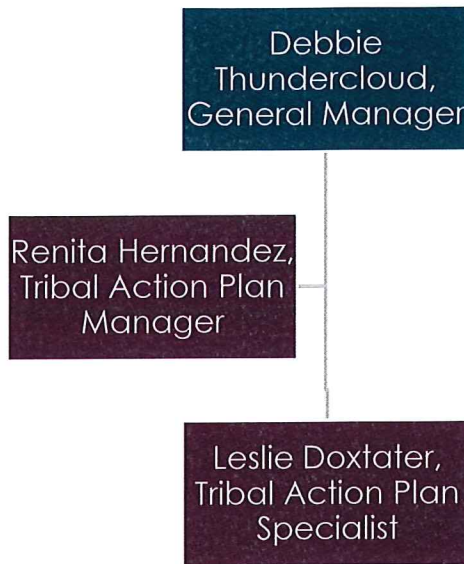 Debbie
Thundercloud,
General Manager
Renita Hernandez,
Tribal Action Plan
Manager
Leslie Doxtater,
Tribal Action Plan
Specialist